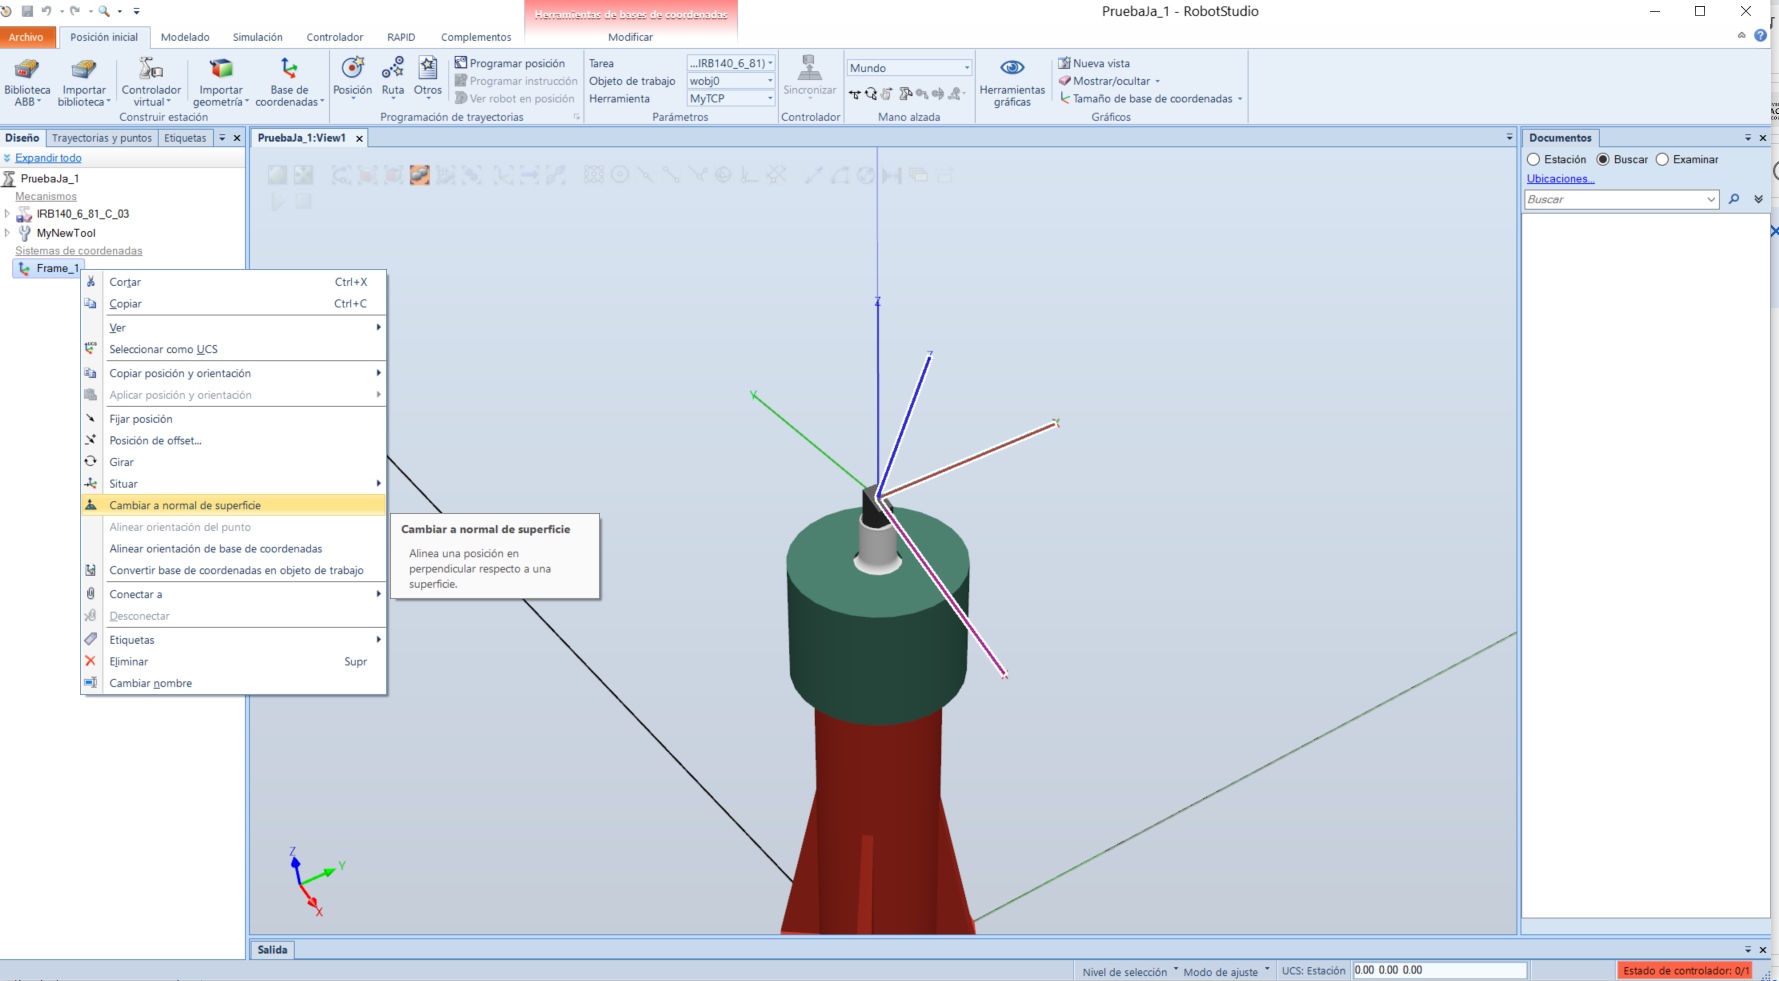 Herramientas de bases de coordenadas
PruebaJa_1 - RobotStudio
Archivo
Posición inicial
Modelado
Simulación
Controlador
RAPID
Complementos
Modificar
Biblioteca ABB
Importar biblioteca
Controlador virtual
Importar geometría
Base de coordenadas
Construir estación
Posición
Ruta
Otros
Programar posición
Programar instrucción
Ver robot en posición
Programación de trayectorias
Tarea
...IRB140_6_81)
Objeto de trabajo
wobj0
Herramienta
MyTCP
Parámetros
Sincronizar
Controlador
Mundo
Mano alzada
Herramientas gráficas
Nueva vista
Mostrar/ocultar
Tamaño de base de coordenadas
Gráficos
Diseño
Trayectorias y puntos
Etiquetas
PruebaJa_1:View1
Documentos
Expandir todo
PruebaJa_1
Mecanismos
IRB140_6_81_C_03
MyNewTool
Sistemas de coordenadas
Frame_1
Cortar Ctrl+X
Copiar Ctrl+C
Ver
Seleccionar como UCS
Copiar posición y orientación
Aplicar posición y orientación
Fijar posición
Posición de offset...
Girar
Situar
Cambiar a normal de superficie
Alinear orientación del punto
Alinear orientación de base de coordenadas
Convertir base de coordenadas en objeto de trabajo
Conectar a
Desconectar
Etiquetas
Eliminar Supr
Cambiar nombre
Cambiar a normal de superficie
Alinea una posición en
perpendicular respecto a una
superficie.
Z
Z
Y
X
X
Z
Y
X
Estación
Buscar
Examinar
Ubicaciones...
Buscar
Salida
Nivel de selección
Modo de ajuste
UCS: Estación
0.00 0.00 0.00
Estado de controlador: 0/1